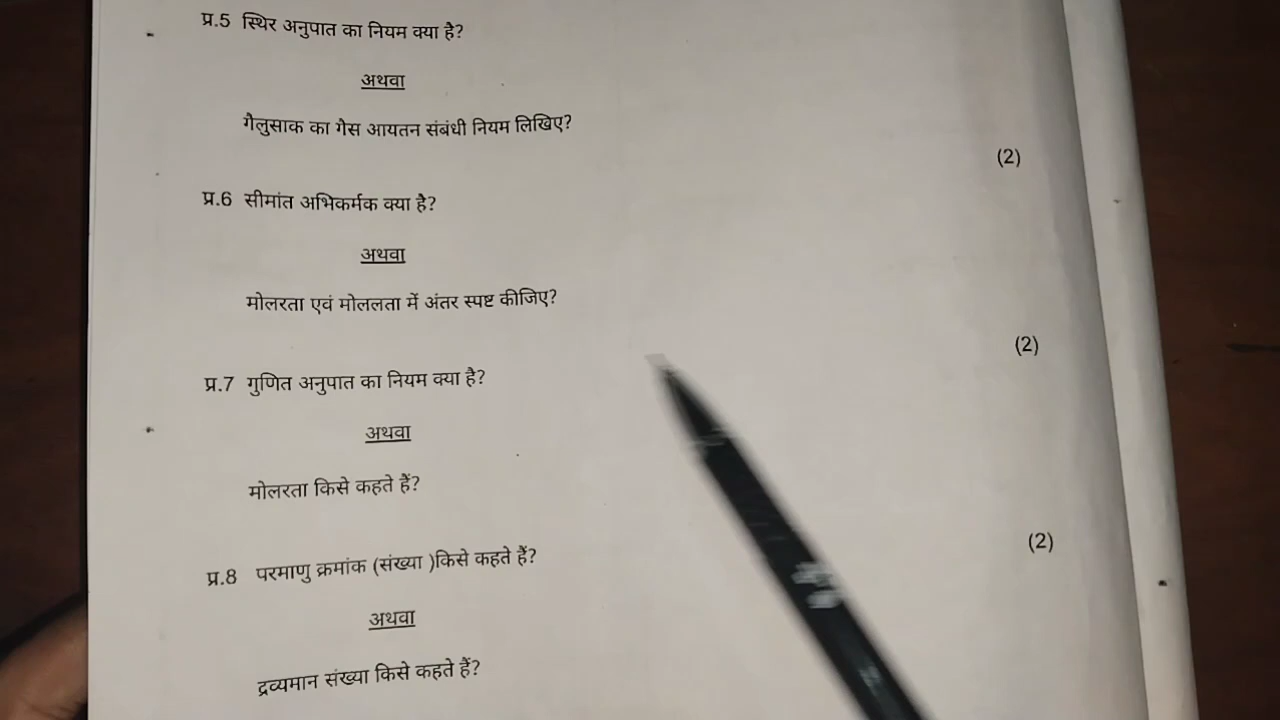 प्र.5 स्थिर अनुपात का नियम क्या है?
अथवा
गैलुसाक का गैस आयतन संबंधी नियम लिखिए?
(2)
प्र.6 सीमांत अभिकर्मक क्या है?
अथवा
मोलरता एवं मोललता में अंतर स्पष्ट कीजिए?
(2)
प्र.7 गुणित अनुपात का नियम क्या है?
अथवा
मोलरता किसे कहते हैं?
(2)
प्र.8 परमाणु क्रमांक (संख्या )किसे कहते हैं?
अथवा
द्रव्यमान संख्या किसे कहते हैं?